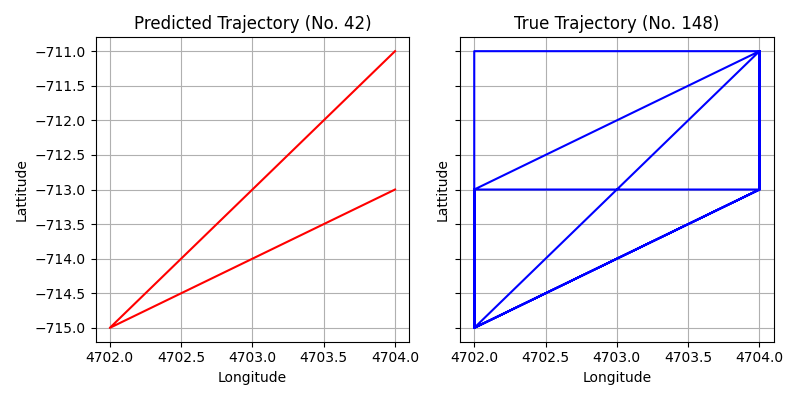 Predicted Trajectory (No. 42)
True Trajectory (No. 148)
−711.0
−711.5
−712.0
−712.5
−713.0
−713.5
−714.0
−714.5
−715.0
Lattitude
Lattitude
4702.0 4702.5 4703.0 4703.5 4704.0
4702.0 4702.5 4703.0 4703.5 4704.0
Longitude
Longitude